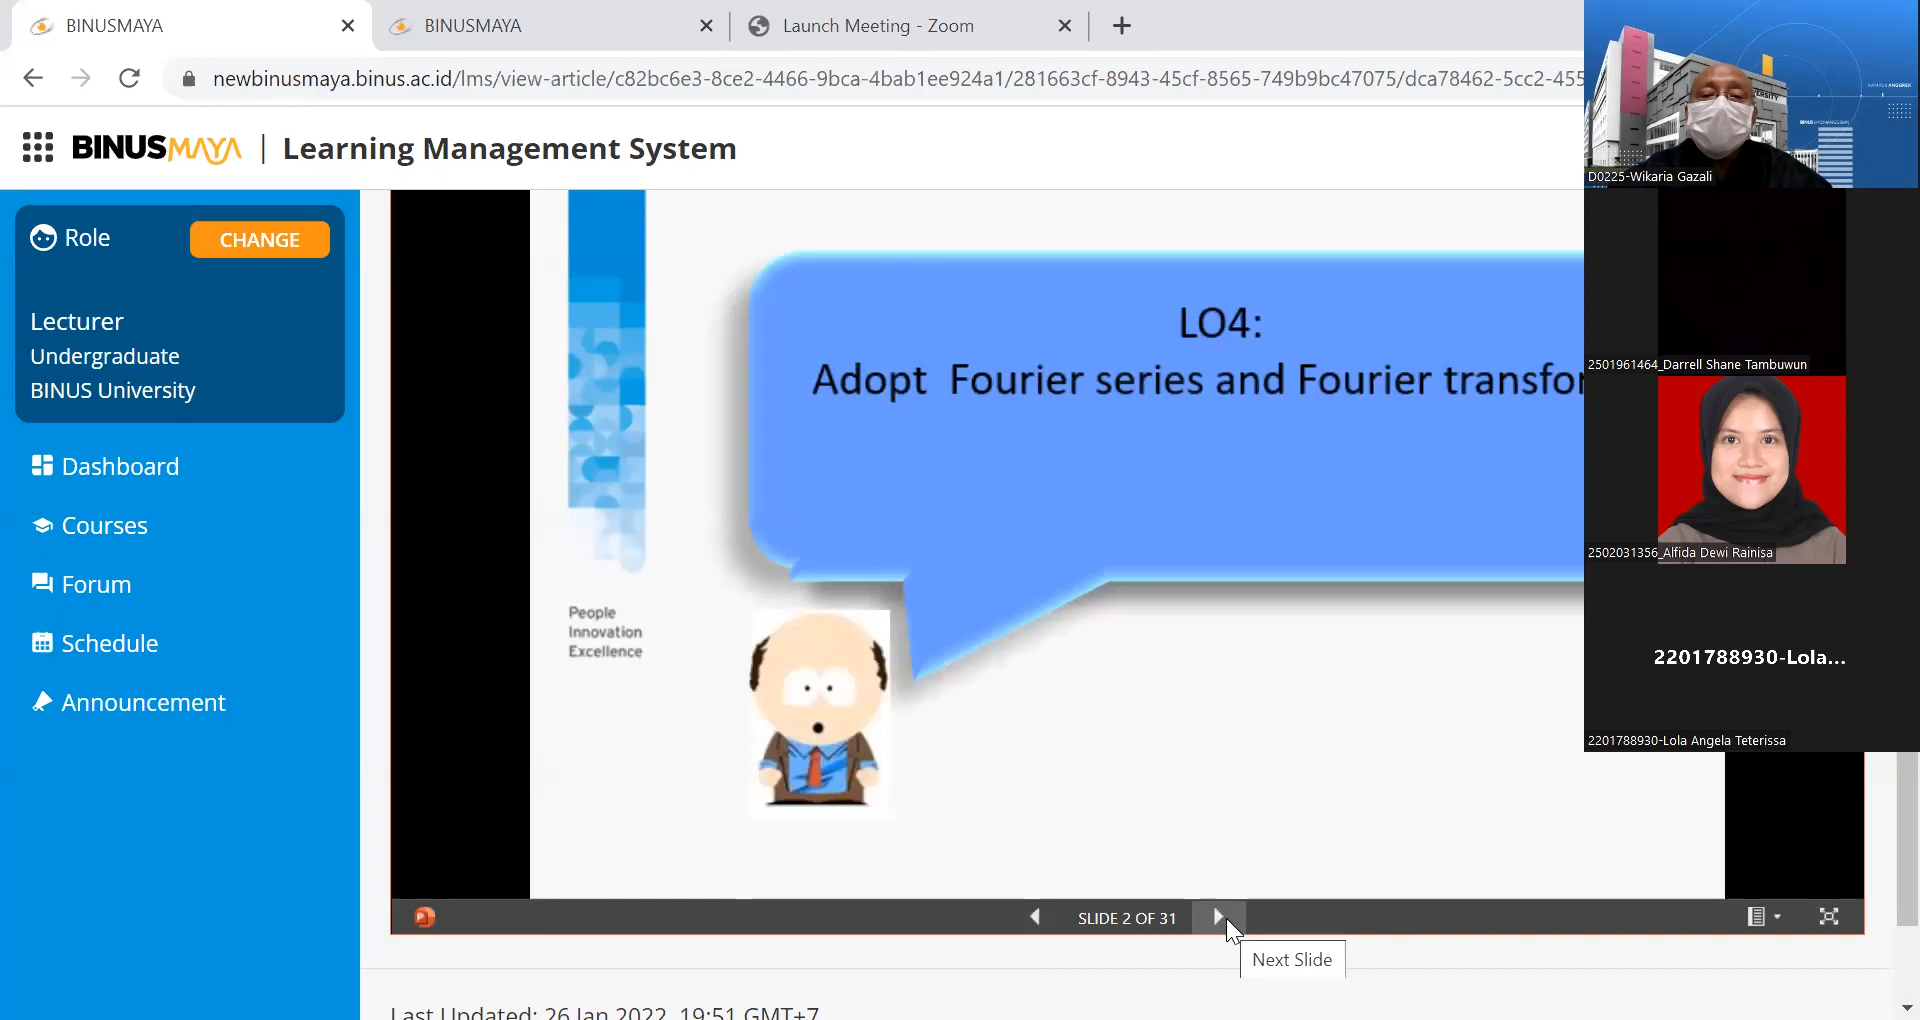 BINUSMAYA
BINUSMAYA
Launch Meeting - Zoom
newbinusmaya.binus.ac.id/lms/view-article/c82bc6e3-8ce2-4466-9bca-4bab1ee924a1/281663cf-8943-45cf-8565-749b9bc47075/dca78462-5cc2-455
BINUSMAYA | Learning Management System
Role
CHANGE
Lecturer
Undergraduate
BINUS University
Dashboard
Courses
Forum
Schedule
Announcement
LO4:
Adopt Fourier series and Fourier transfor
People
Innovation
Excellence
SLIDE 2 OF 31
Next Slide
Last Updated: 26 Jan 2022, 19:51 GMT+7
KAMPUS ANGGREK
D0225-Wikaria Gazali
2501961464_Darrell Shane Tambuwun
2502031356_Alfida Dewi Rainisa
2201788930-Lola...
2201788930-Lola Angela Teterissa